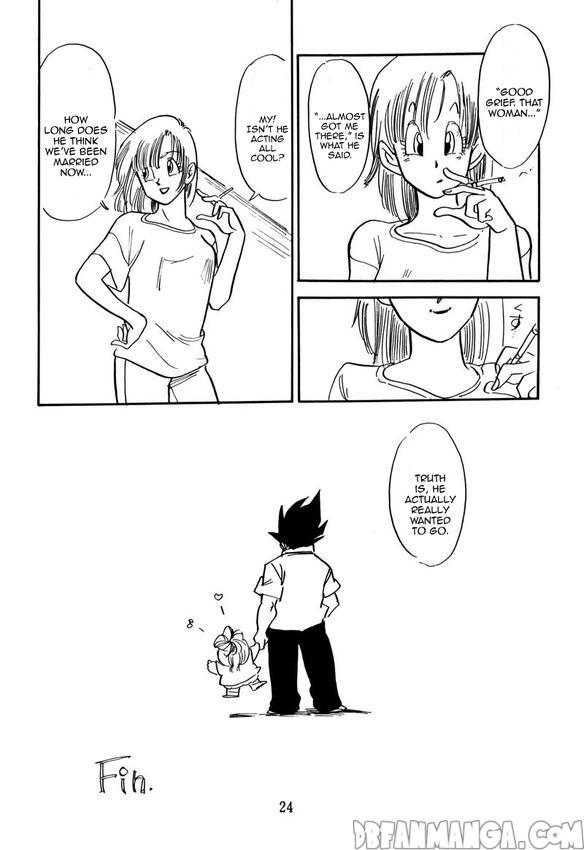 "GOOD
GRIEF. THAT
WOMAN..."
"...ALMOST
GOT ME
THERE," IS
WHAT HE
SAID.
くす
MY!
ISN'T HE
ACTING
ALL
COOL?
HOW
LONG DOES
HE THINK
WE'VE BEEN
MARRIED
NOW...
TRUTH
IS, HE
ACTUALLY
REALLY
WANTED
TO GO.
Fin.
24
DBFANMANGA.COM